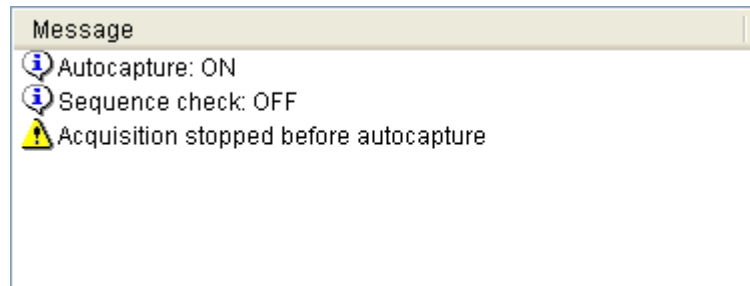 Message
Autocapture: ON
Sequence check: OFF
Acquisition stopped before autocapture